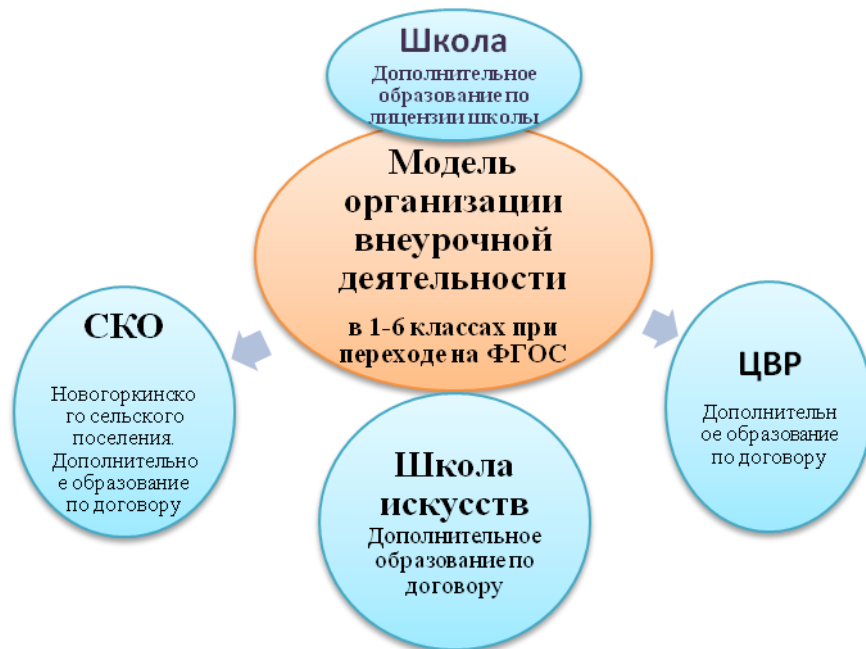 Школа
Дополнительное
образование по
лицензии школы
Модель
организации
внеурочной
деятельности
в 1-6 классах при
переходе на ФГОС
СКО
Новогоркинско
го сельского
поселения.
Дополнительно
е образование
по договору
ЦВР
Дополнительн
ое образование
по договору
Школа
искусств
Дополнительное
образование по
договору